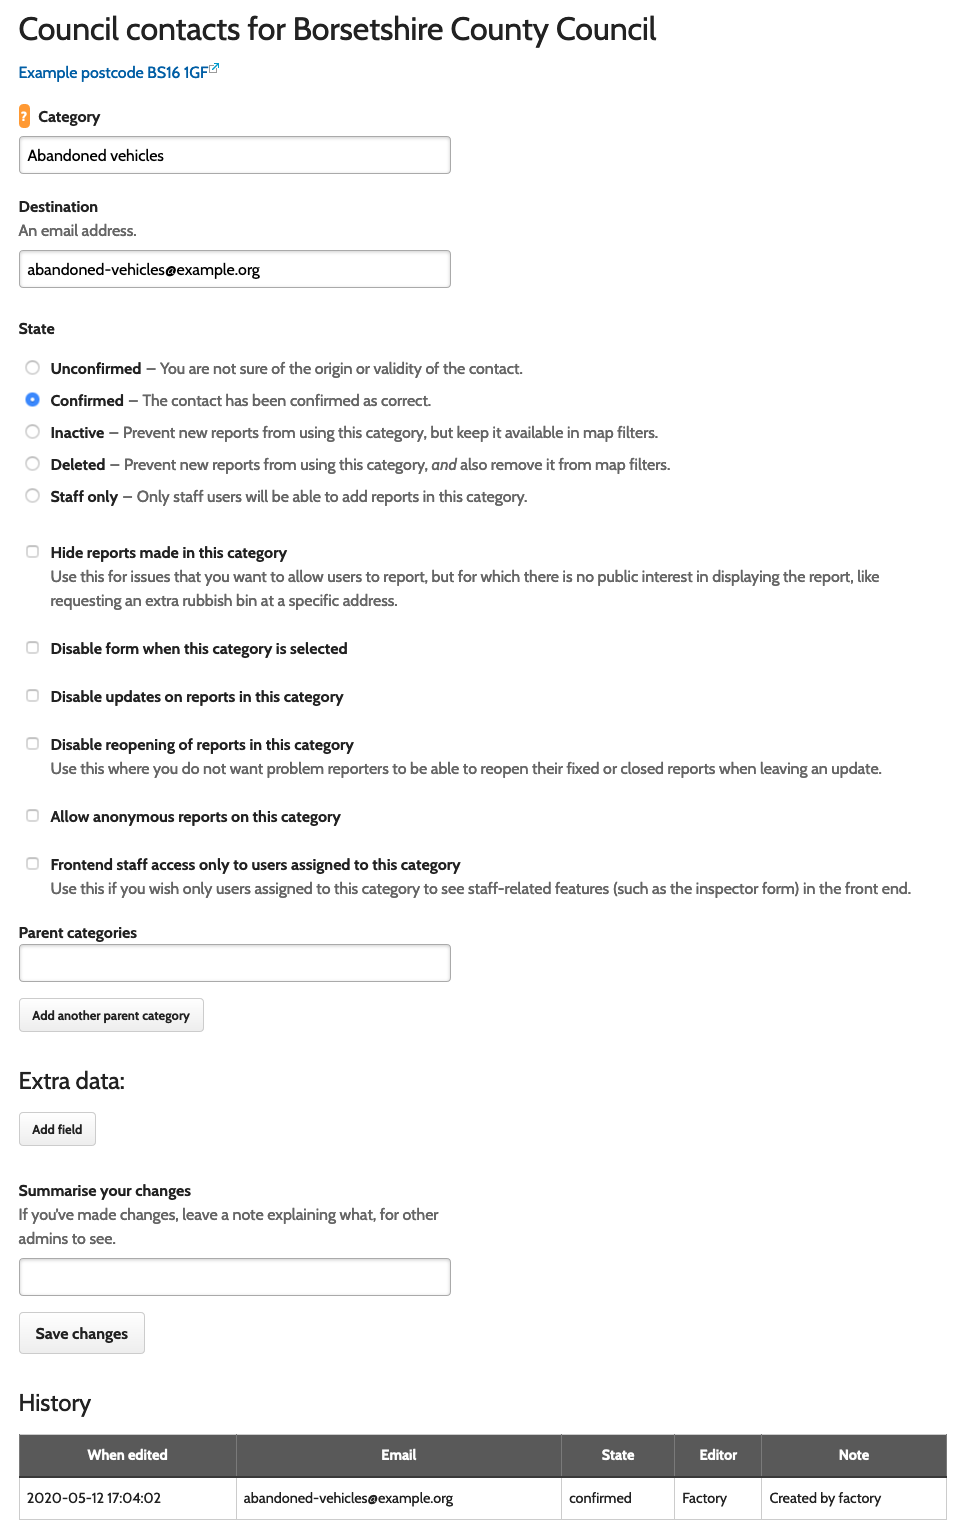 Council contacts for Borsetshire County Council
Example postcode BS16 1GF
? Category
Abandoned vehicles
Destination
An email address.
abandoned-vehicles@example.org
State
Unconfirmed – You are not sure of the origin or validity of the contact.
Confirmed – The contact has been confirmed as correct.
Inactive – Prevent new reports from using this category, but keep it available in map filters.
Deleted – Prevent new reports from using this category, and also remove it from map filters.
Staff only – Only staff users will be able to add reports in this category.
Hide reports made in this category
Use this for issues that you want to allow users to report, but for which there is no public interest in displaying the report, like
requesting an extra rubbish bin at a specific address.
Disable form when this category is selected
Disable updates on reports in this category
Disable reopening of reports in this category
Use this where you do not want problem reporters to be able to reopen their fixed or closed reports when leaving an update.
Allow anonymous reports on this category
Frontend staff access only to users assigned to this category
Use this if you wish only users assigned to this category to see staff-related features (such as the inspector form) in the front end.
Parent categories
Add another parent category
Extra data:
Add field
Summarise your changes
If you've made changes, leave a note explaining what, for other
admins to see.
Save changes
History
When edited Email State Editor Note
2020-05-12 17:04:02 abandoned-vehicles@example.org confirmed Factory Created by factory